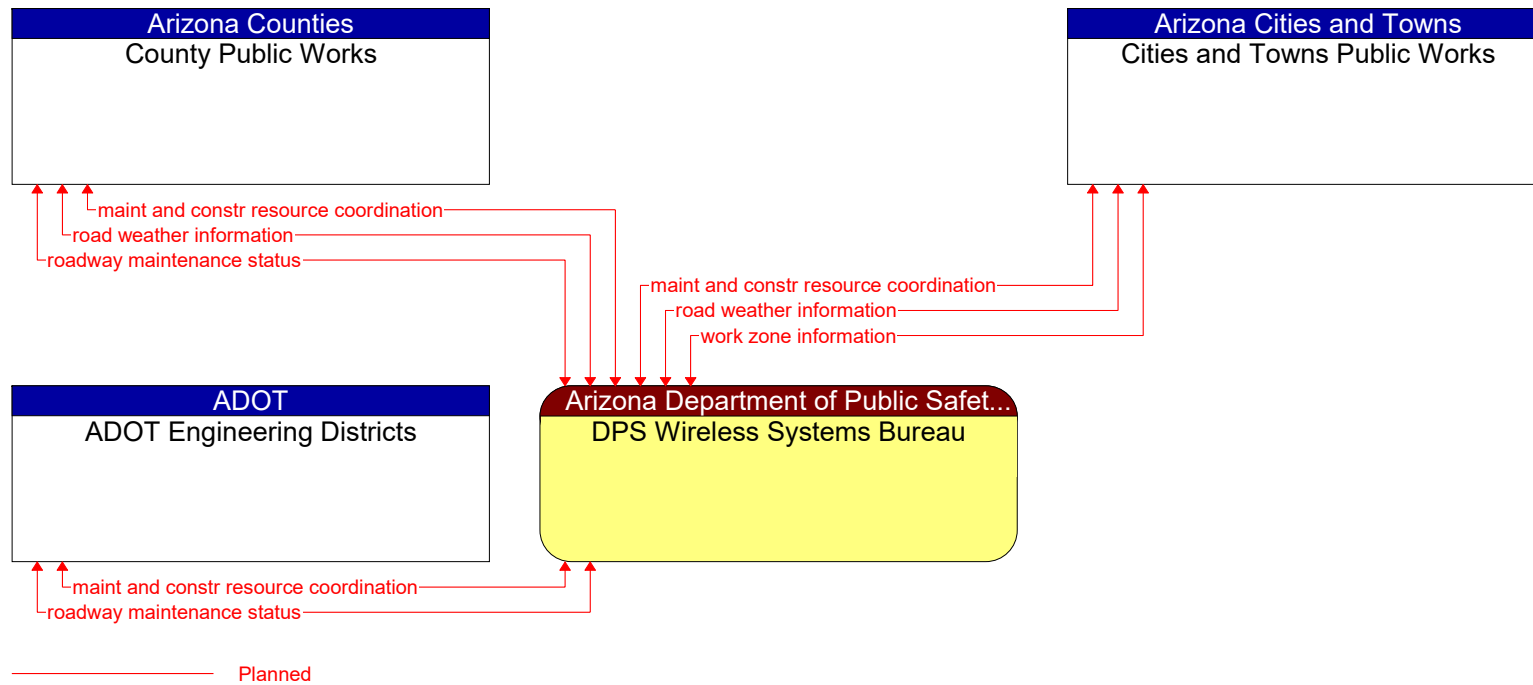 Arizona Counties
County Public Works
Arizona Cities and Towns
Cities and Towns Public Works
maint and constr resource coordination
road weather information
roadway maintenance status
maint and constr resource coordination
road weather information
work zone information
ADOT
ADOT Engineering Districts
Arizona Department of Public Safet...
DPS Wireless Systems Bureau
maint and constr resource coordination
roadway maintenance status
Planned